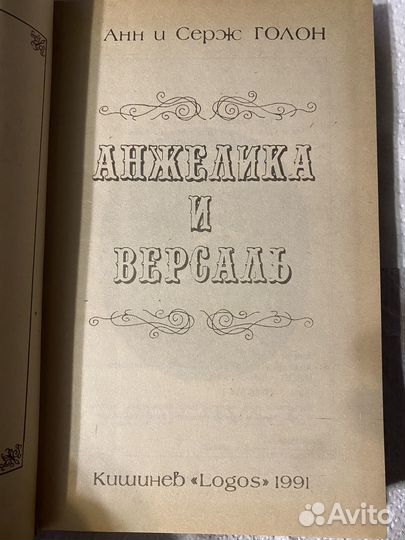 Анн и Серж ГОЛОН
АНЖЕЛИКА
И
ВЕРСАЛЬ
Кишинев «Logos» 1991
Avito